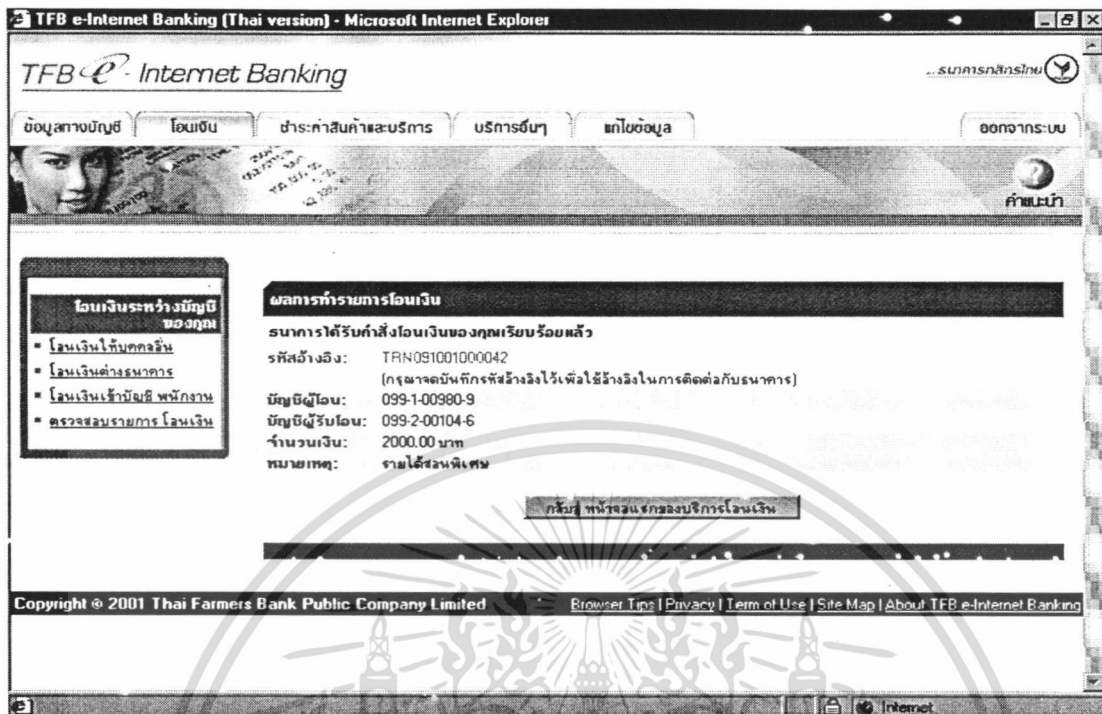 TFB e-Internet Banking (Thai version) - Microsoft Internet Explorer
TFB e - Internet Banking
...ธนาคารกสิกรไทย
ข้อมูลทางบัญชี โอนเงิน ชำระค่าสินค้าและบริการ บริการอื่นๆ แก้ไขข้อมูล ออกจากระบบ
คำแนะนำ
โอนเงินระหว่างบัญชี
ของคุณ
โอนเงินให้บุคคลอื่น
โอนเงินต่างธนาคาร
โอนเงินเข้าบัญชี พนักงาน
ตรวจสอบรายการ โอนเงิน
ผลการทำรายการโอนเงิน
ธนาคารได้รับคำสั่งโอนเงินของคุณเรียบร้อยแล้ว
รหัสอ้างอิง: TRN091001000042
(กรุณาจดบันทึกรหัสอ้างอิงไว้เพื่อใช้อ้างอิงในการติดต่อกับธนาคาร)
บัญชีผู้โอน: 099-1-00980-9
บัญชีผู้รับโอน: 099-2-00104-6
จำนวนเงิน: 2000.00 บาท
หมายเหตุ: รายได้สอนพิเศษ
กลับสู่ หน้าจอแรกของบริการโอนเงิน
Copyright © 2001 Thai Farmers Bank Public Company Limited Browser Tips | Privacy | Term of Use | Site Map | About TFB e-Internet Banking
Internet